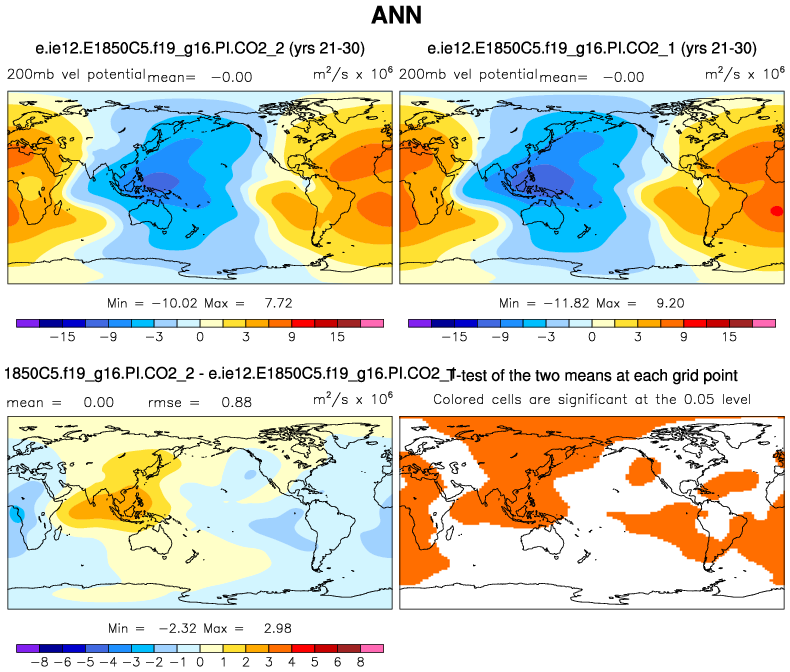 ANN
e.ie12.E1850C5.f19_g16.PI.CO2_2 (yrs 21-30)
200mb vel potential mean= -0.00 m²/s x 10⁶
Min = -10.02 Max = 7.72
-15 -9 -3 0 3 9 15
e.ie12.E1850C5.f19_g16.PI.CO2_1 (yrs 21-30)
200mb vel potential mean= -0.00 m²/s x 10⁶
Min = -11.82 Max = 9.20
-15 -9 -3 0 3 9 15
1850C5.f19_g16.PI.CO2_2 - e.ie12.E1850C5.f19_g16.PI.CO2_1
mean = 0.00 rmse = 0.88 m²/s x 10⁶
Min = -2.32 Max = 2.98
-8 -6 -5 -4 -3 -2 -1 0 1 2 3 4 5 6 8
T-test of the two means at each grid point
Colored cells are significant at the 0.05 level